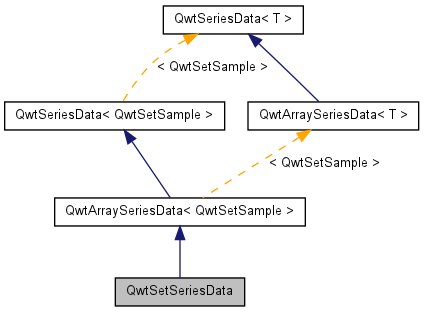 QwtSeriesData< T >
< QwtSetSample >
QwtSeriesData< QwtSetSample >
QwtArraySeriesData< T >
< QwtSetSample >
QwtArraySeriesData< QwtSetSample >
QwtSetSeriesData